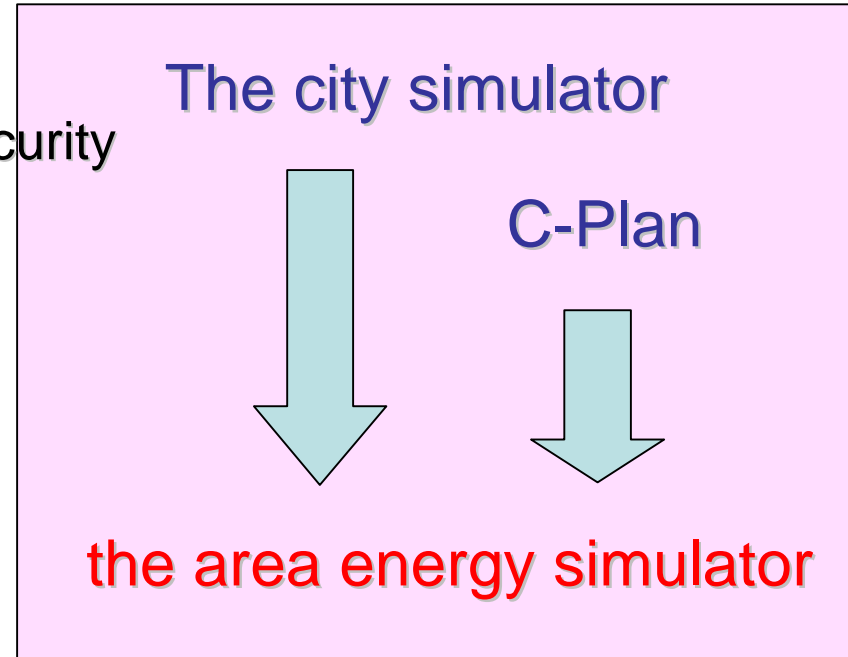 The city simulator
curity
C-Plan
the area energy simulator